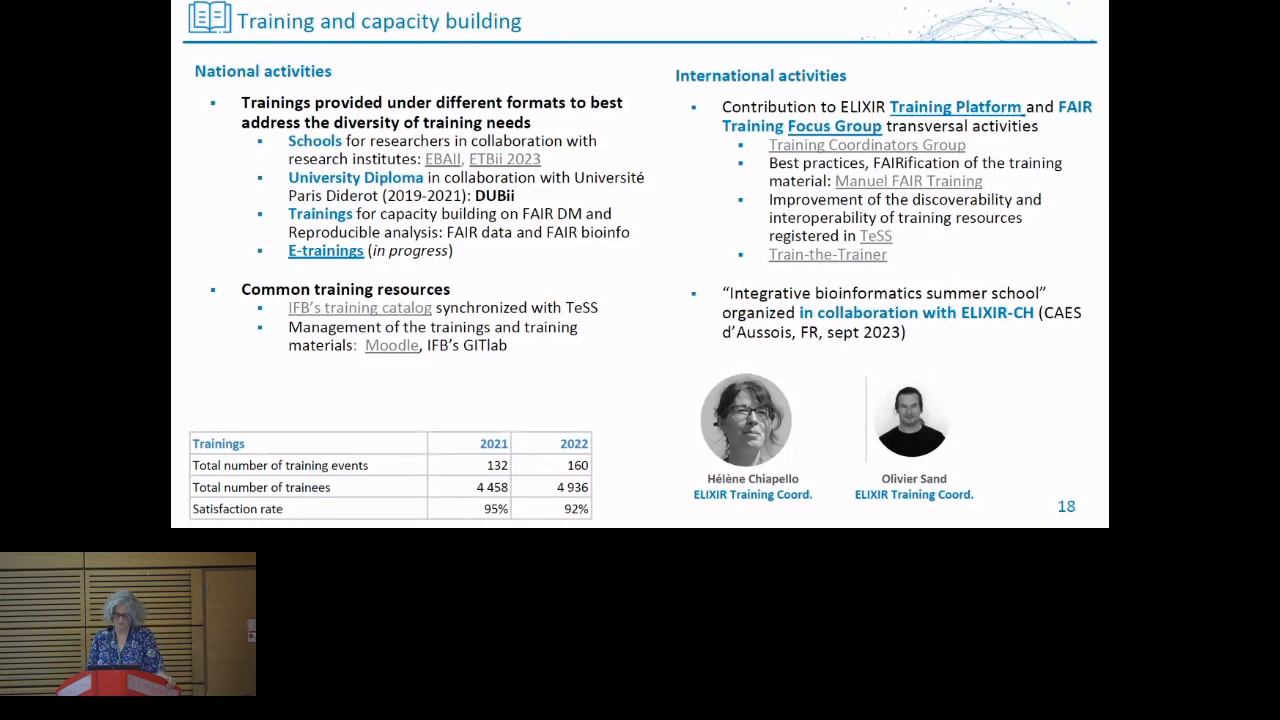 Training and capacity building
National activities
▪ Trainings provided under different formats to best
address the diversity of training needs
▪ Schools for researchers in collaboration with
research institutes: EBAII, ETBii 2023
▪ University Diploma in collaboration with Université
Paris Diderot (2019-2021): DUBii
▪ Trainings for capacity building on FAIR DM and
Reproducible analysis: FAIR data and FAIR bioinfo
▪ E-trainings (in progress)
▪ Common training resources
▪ IFB's training catalog synchronized with TeSS
▪ Management of the trainings and training
materials: Moodle, IFB's GITlab
Trainings 2021 2022
Total number of training events 132 160
Total number of trainees 4 458 4 936
Satisfaction rate 95% 92%
International activities
▪ Contribution to ELIXIR Training Platform and FAIR
Training Focus Group transversal activities
▪ Training Coordinators Group
▪ Best practices, FAIRification of the training
material: Manuel FAIR Training
▪ Improvement of the discoverability and
interoperability of training resources
registered in TeSS
▪ Train-the-Trainer
▪ “Integrative bioinformatics summer school”
organized in collaboration with ELIXIR-CH (CAES
d’Aussois, FR, sept 2023)
Hélène Chiapello
ELIXIR Training Coord.
Olivier Sand
ELIXIR Training Coord.
18